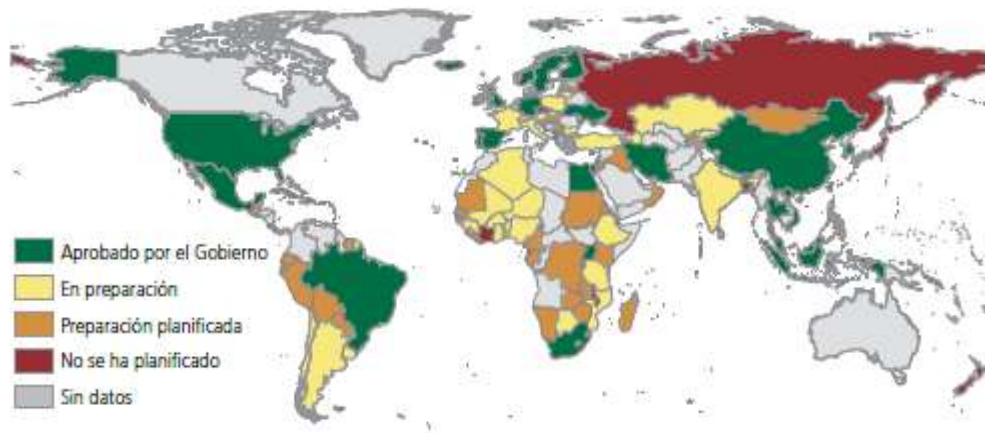 Aprobado por el Gobierno
En preparación
Preparación planificada
No se ha planificado
Sin datos